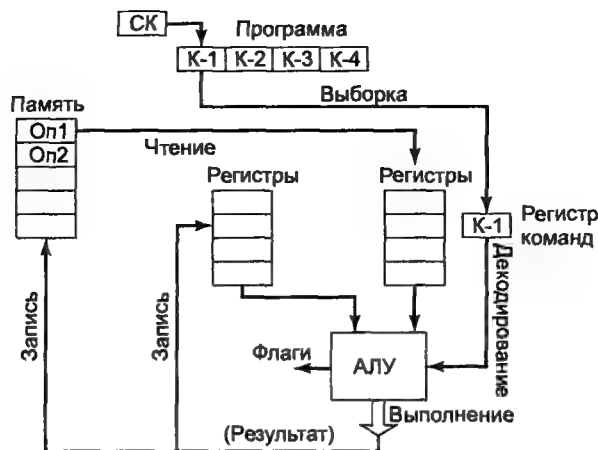 СК
Программа
К-1 К-2 К-3 К-4
Выборка
Память
Оп1
Оп2
Чтение
Регистры
Регистры
К-1
Регистр
команд
Декодирование
Запись
Запись
Флаги
АЛУ
Выполнение
(Результат)